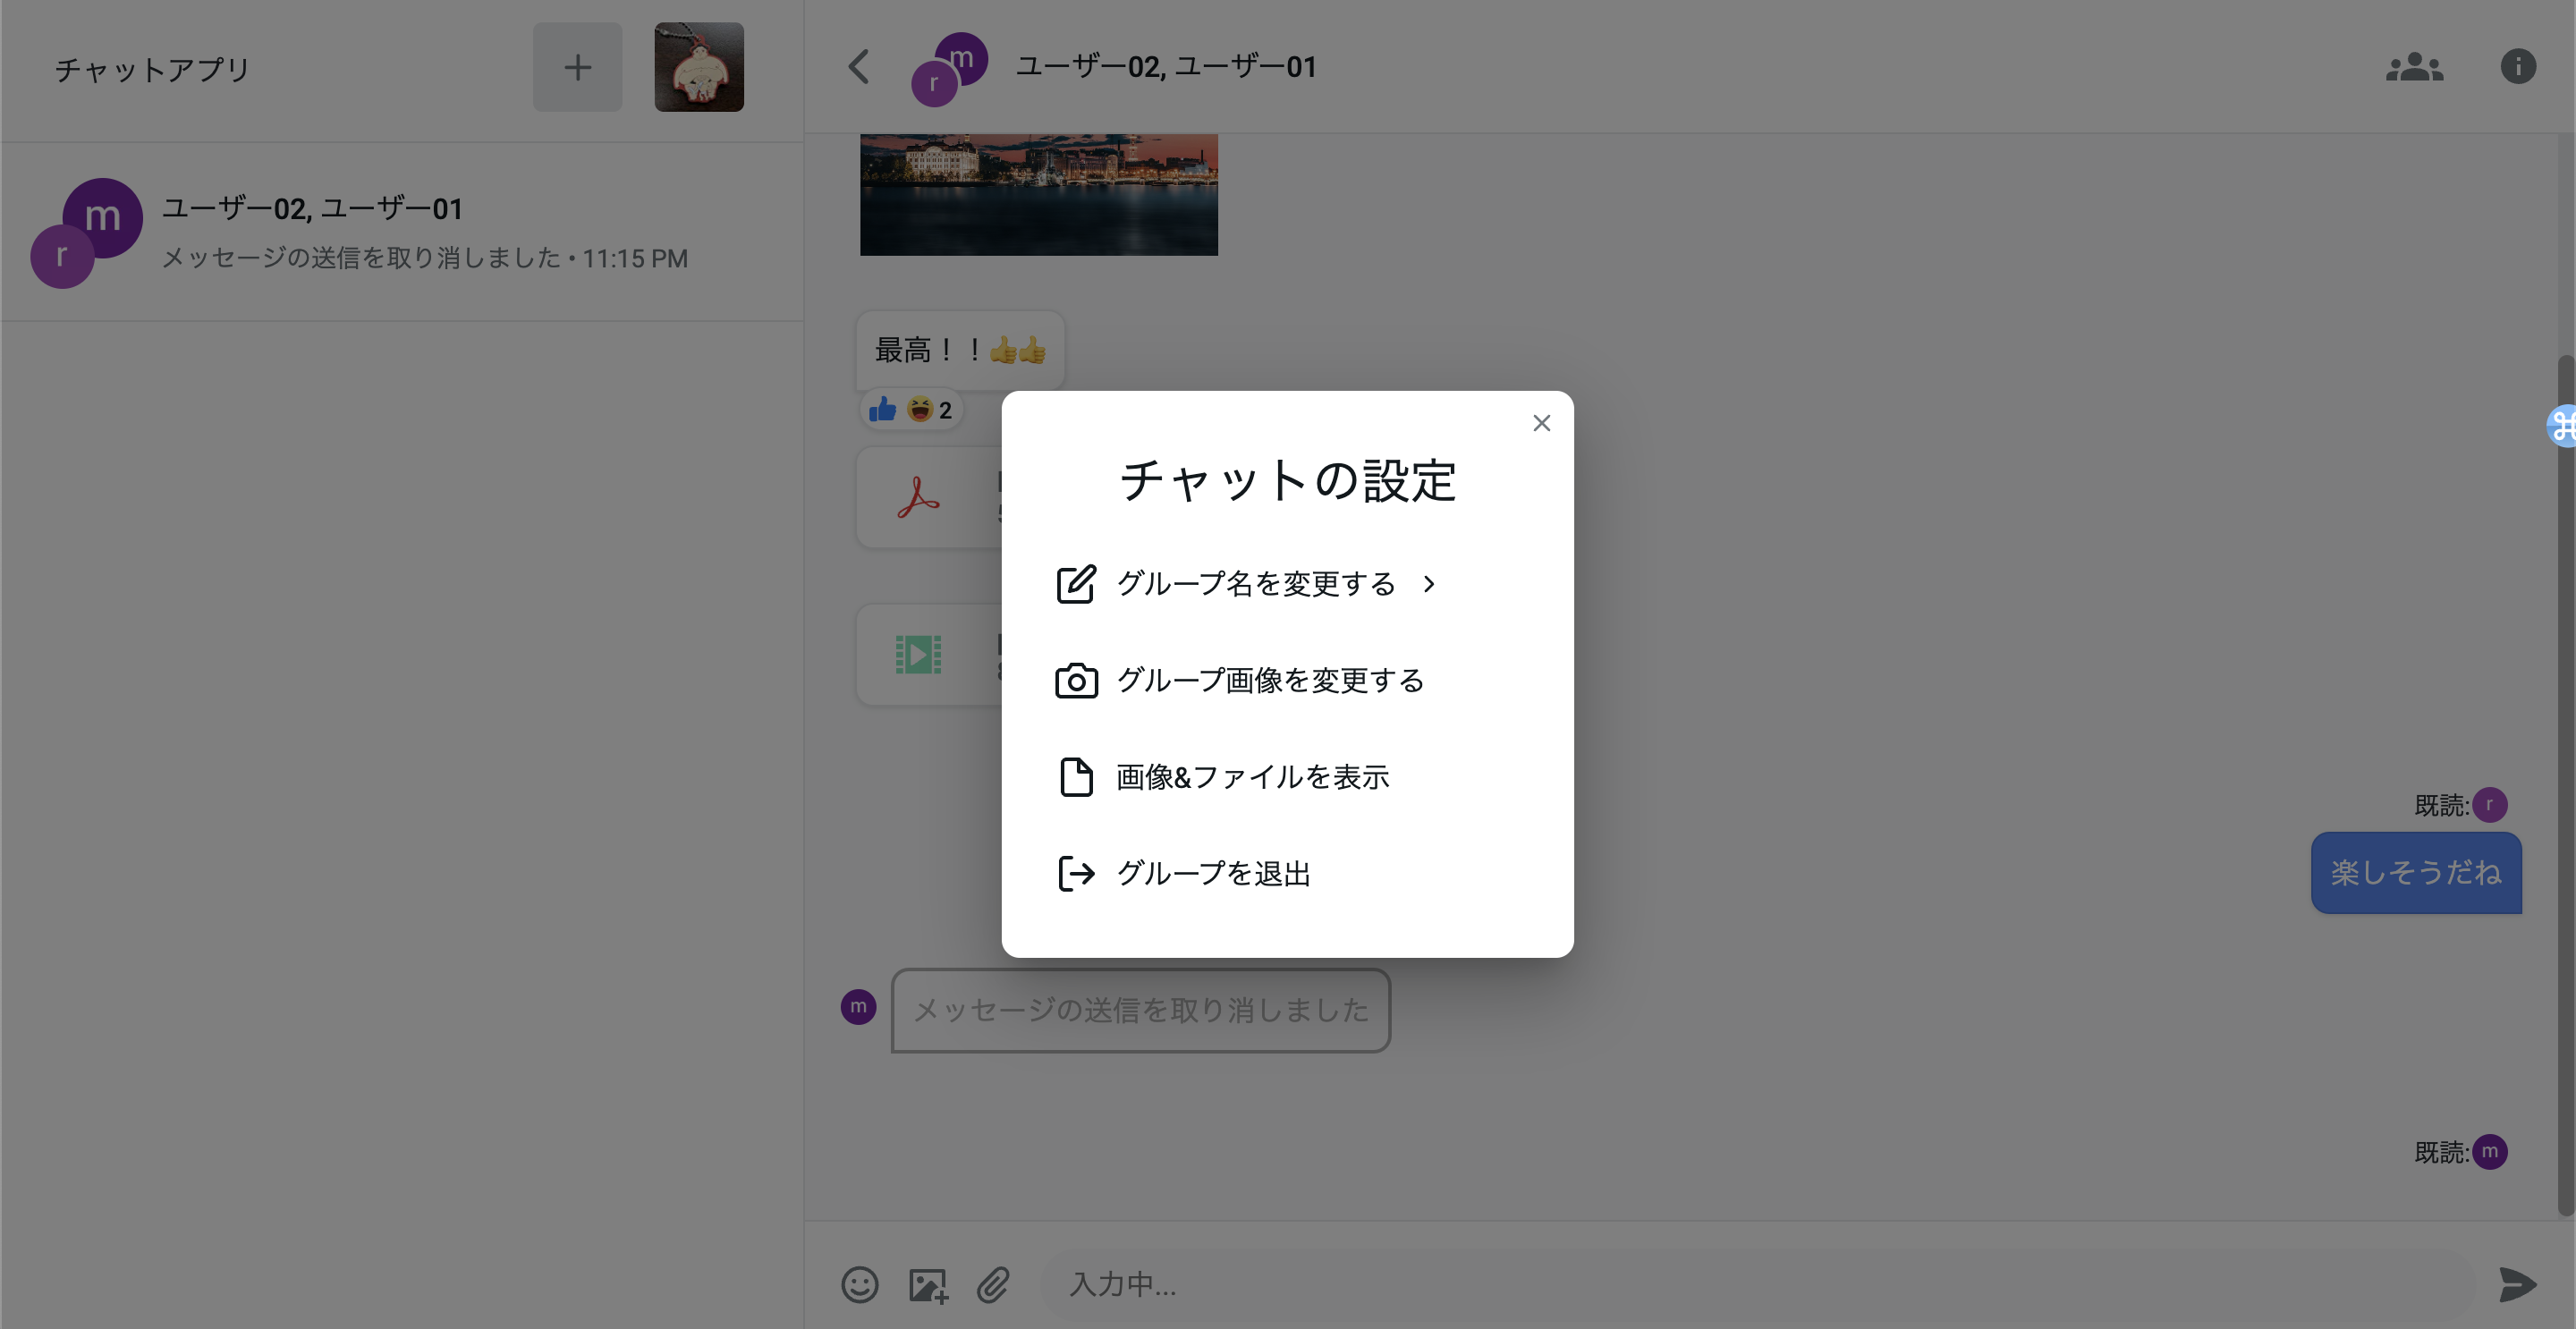 チャットアプリ
ユーザー02, ユーザー01
メッセージの送信を取り消しました • 11:15 PM
m
r
m
r
ユーザー02, ユーザー01
最高！！👍👍
👍 😆 2
チャットの設定
グループ名を変更する
グループ画像を変更する
画像&ファイルを表示
グループを退出
既読: r
楽しそうだね
m
メッセージの送信を取り消しました
既読: m
入力中...